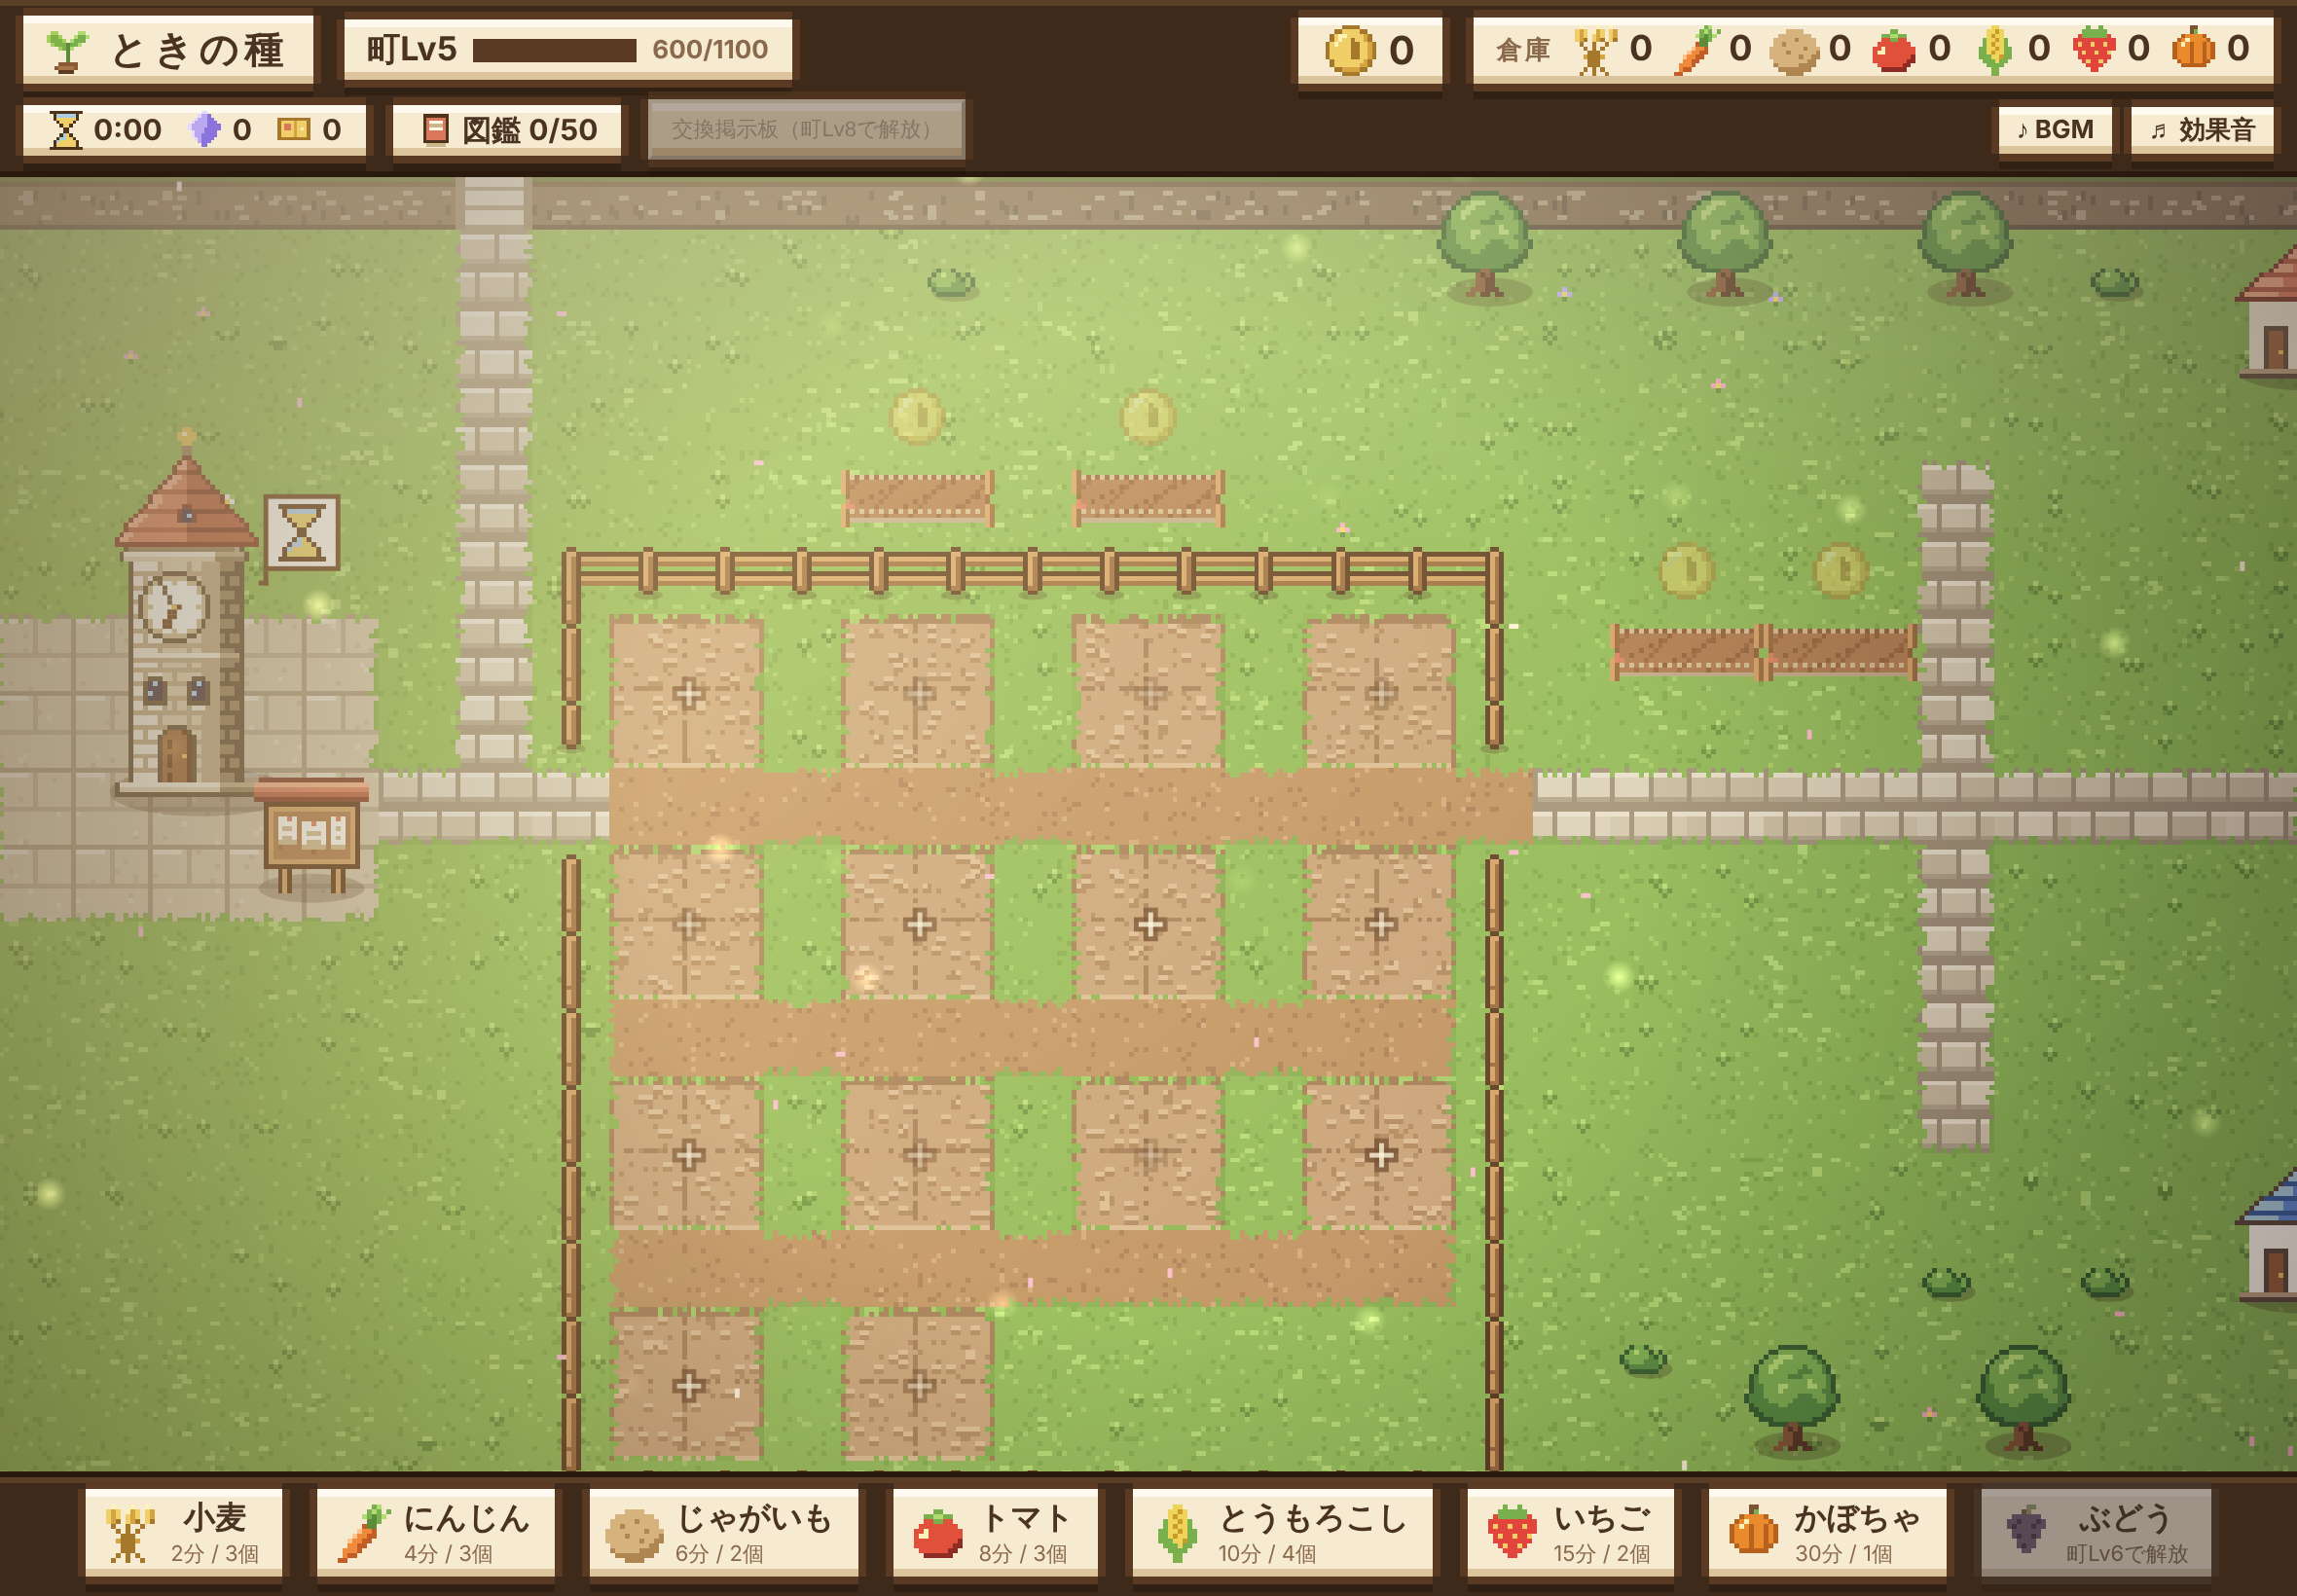 ときの種
町Lv5 600/1100
0
倉庫 0 0 0 0 0 0 0
0:00 0 0
図鑑 0/50
交換掲示板（町Lv8で解放）
♪ BGM
♬ 効果音
小麦
2分 / 3個
にんじん
4分 / 3個
じゃがいも
6分 / 2個
トマト
8分 / 3個
とうもろこし
10分 / 4個
いちご
15分 / 2個
かぼちゃ
30分 / 1個
ぶどう
町Lv6で解放